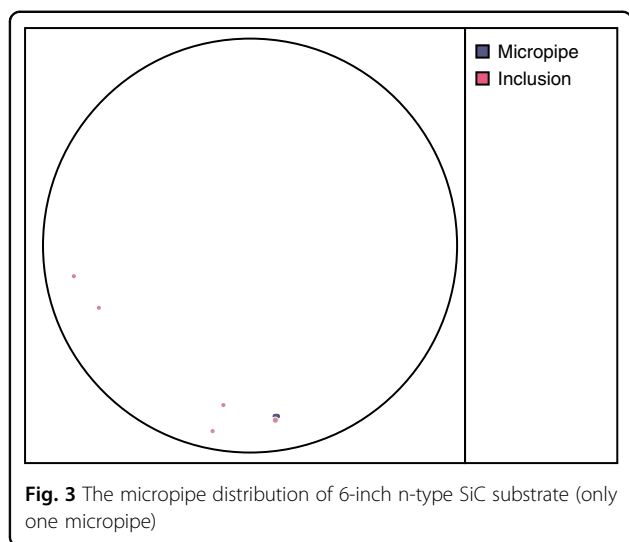 Micropipe
Inclusion
Fig. 3 The micropipe distribution of 6-inch n-type SiC substrate (only
one micropipe)